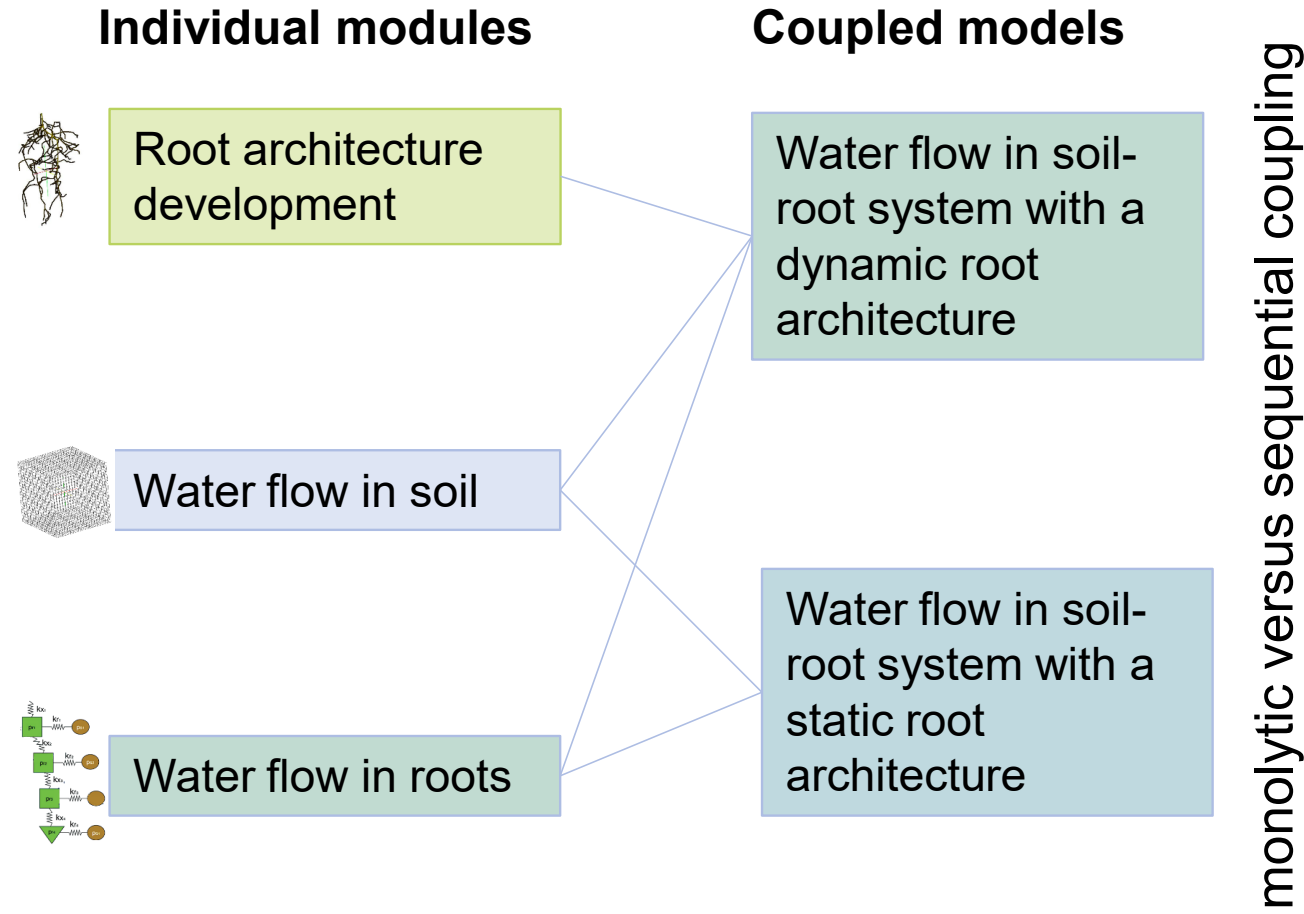 Individual modules
Coupled models
Root architecture
development
Water flow in soil
Water flow in roots
Water flow in soil-
root system with a
dynamic root
architecture
Water flow in soil-
root system with a
static root
architecture
monolytic versus sequential coupling